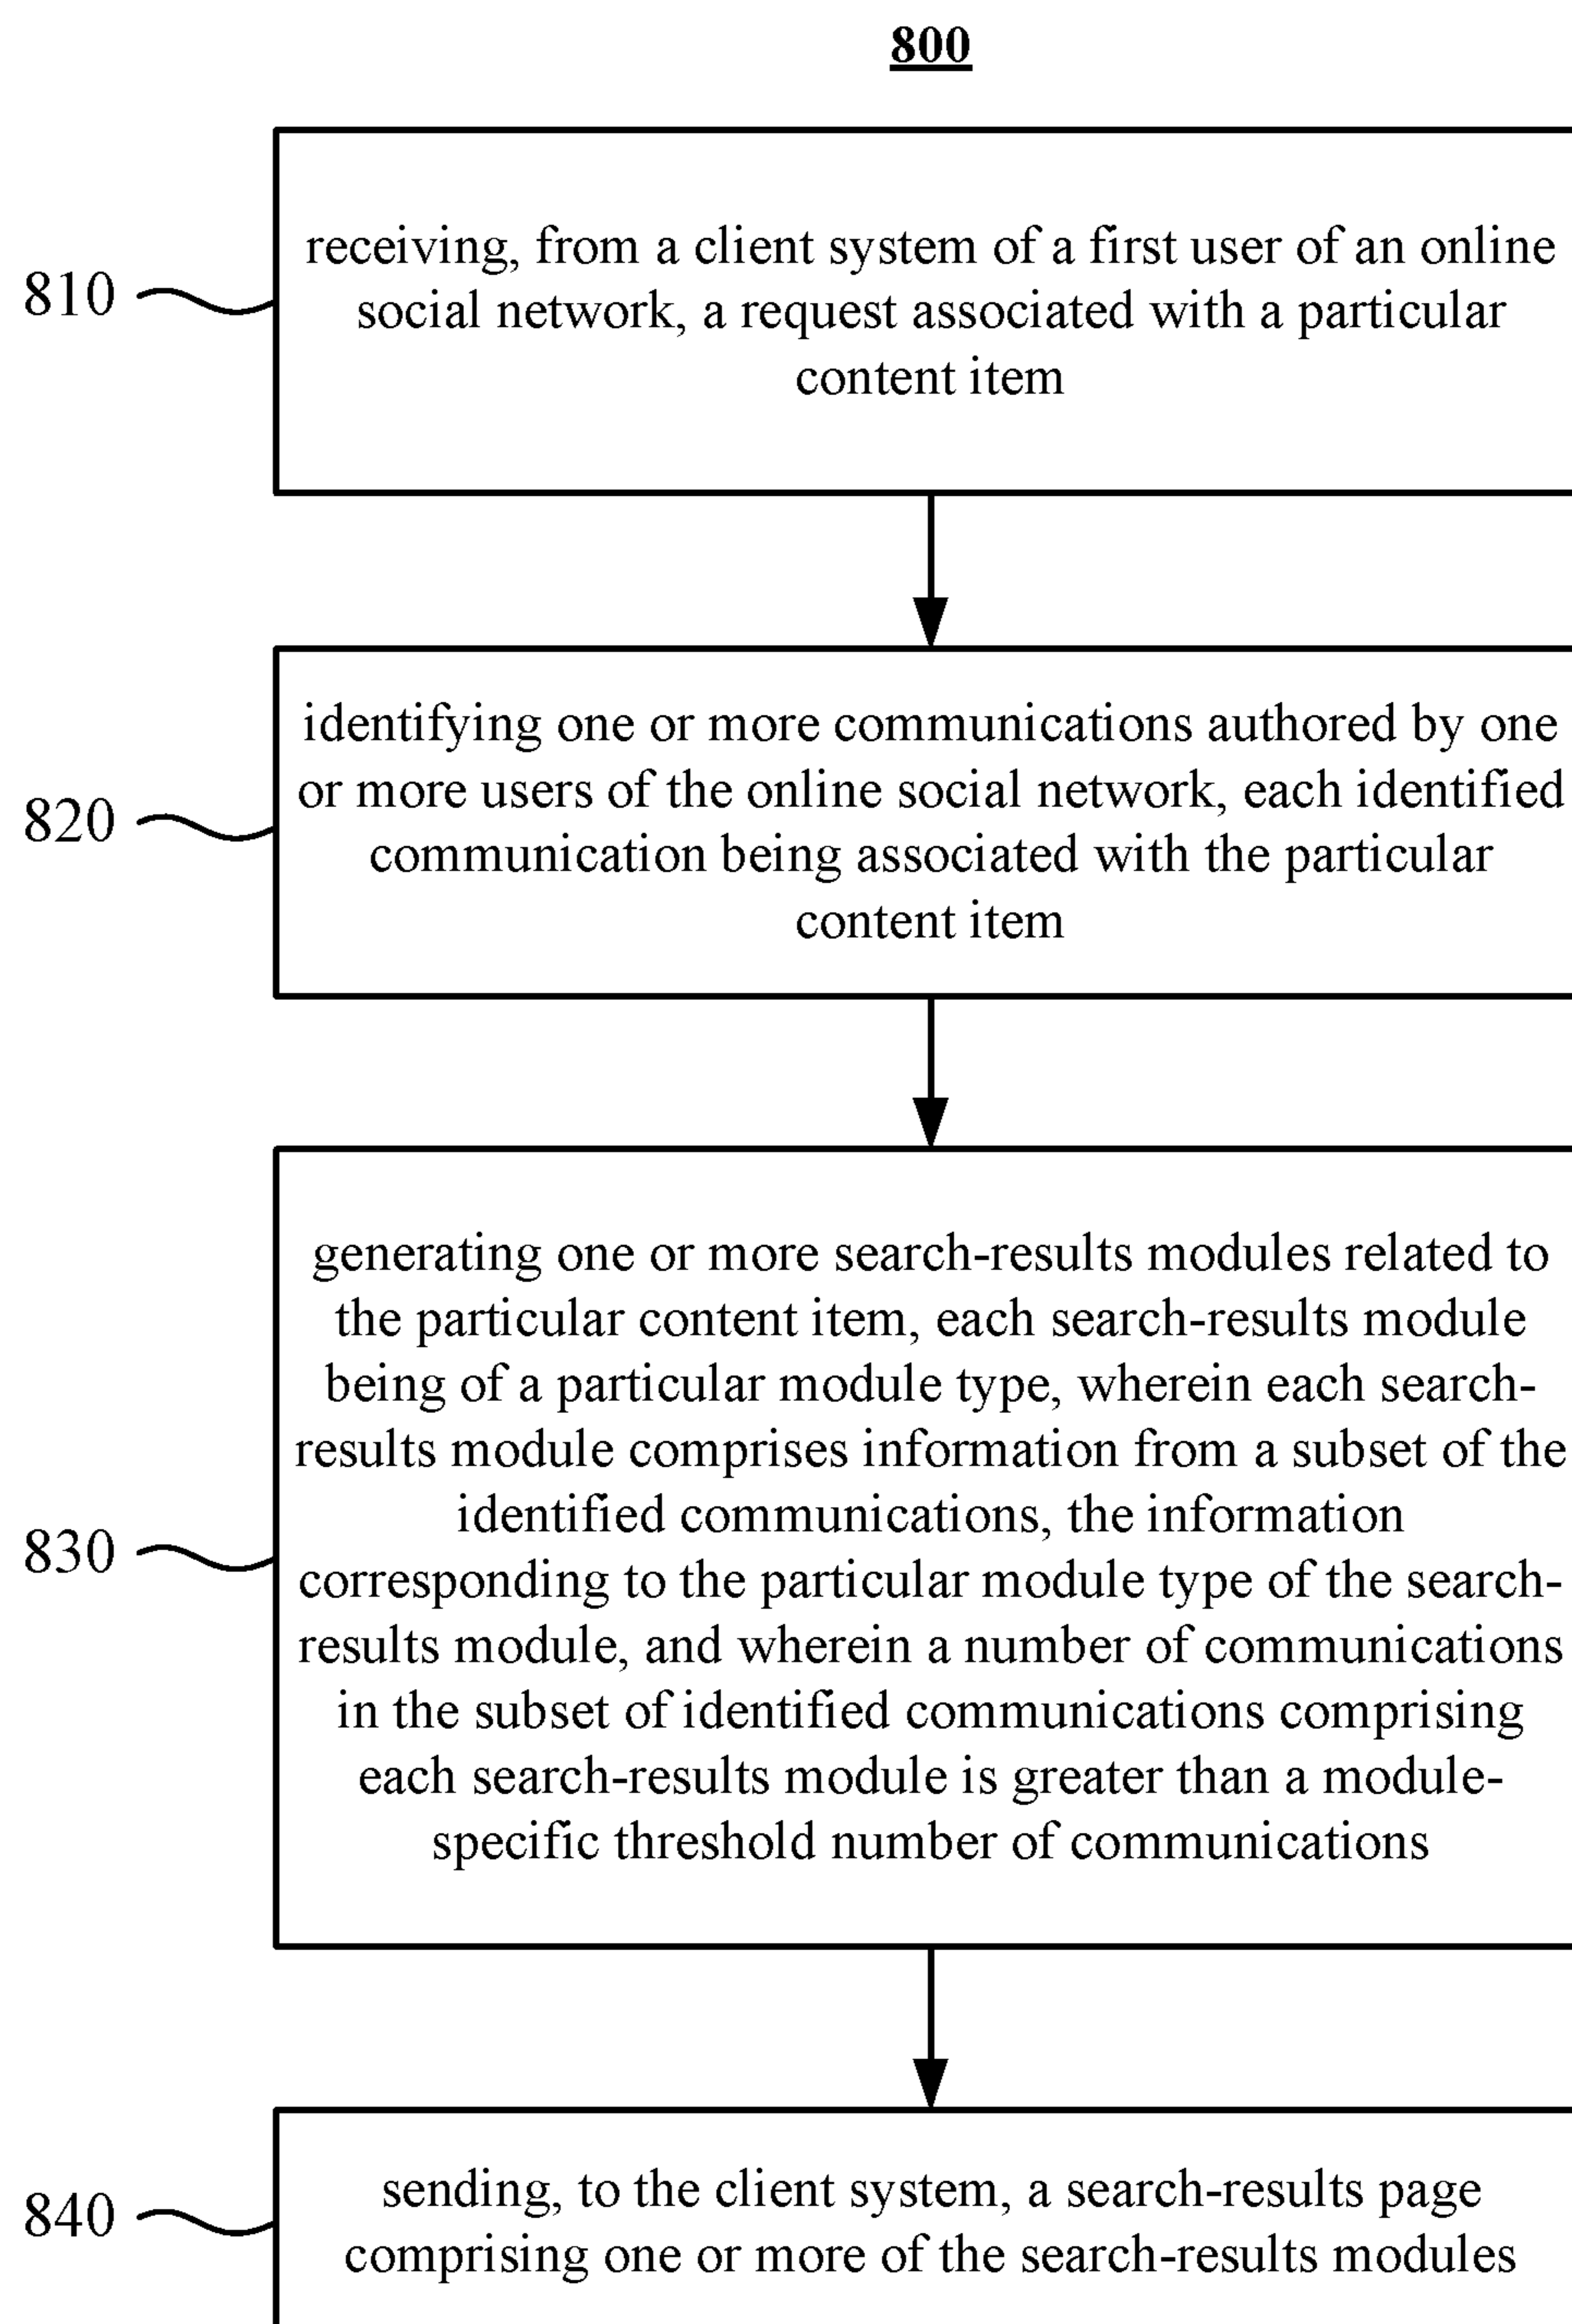 800
810
receiving, from a client system of a first user of an online
social network, a request associated with a particular
content item
820
identifying one or more communications authored by one
or more users of the online social network, each identified
communication being associated with the particular
content item
830
generating one or more search-results modules related to
the particular content item, each search-results module
being of a particular module type, wherein each search-
results module comprises information from a subset of the
identified communications, the information
corresponding to the particular module type of the search-
results module, and wherein a number of communications
in the subset of identified communications comprising
each search-results module is greater than a module-
specific threshold number of communications
840
sending, to the client system, a search-results page
comprising one or more of the search-results modules